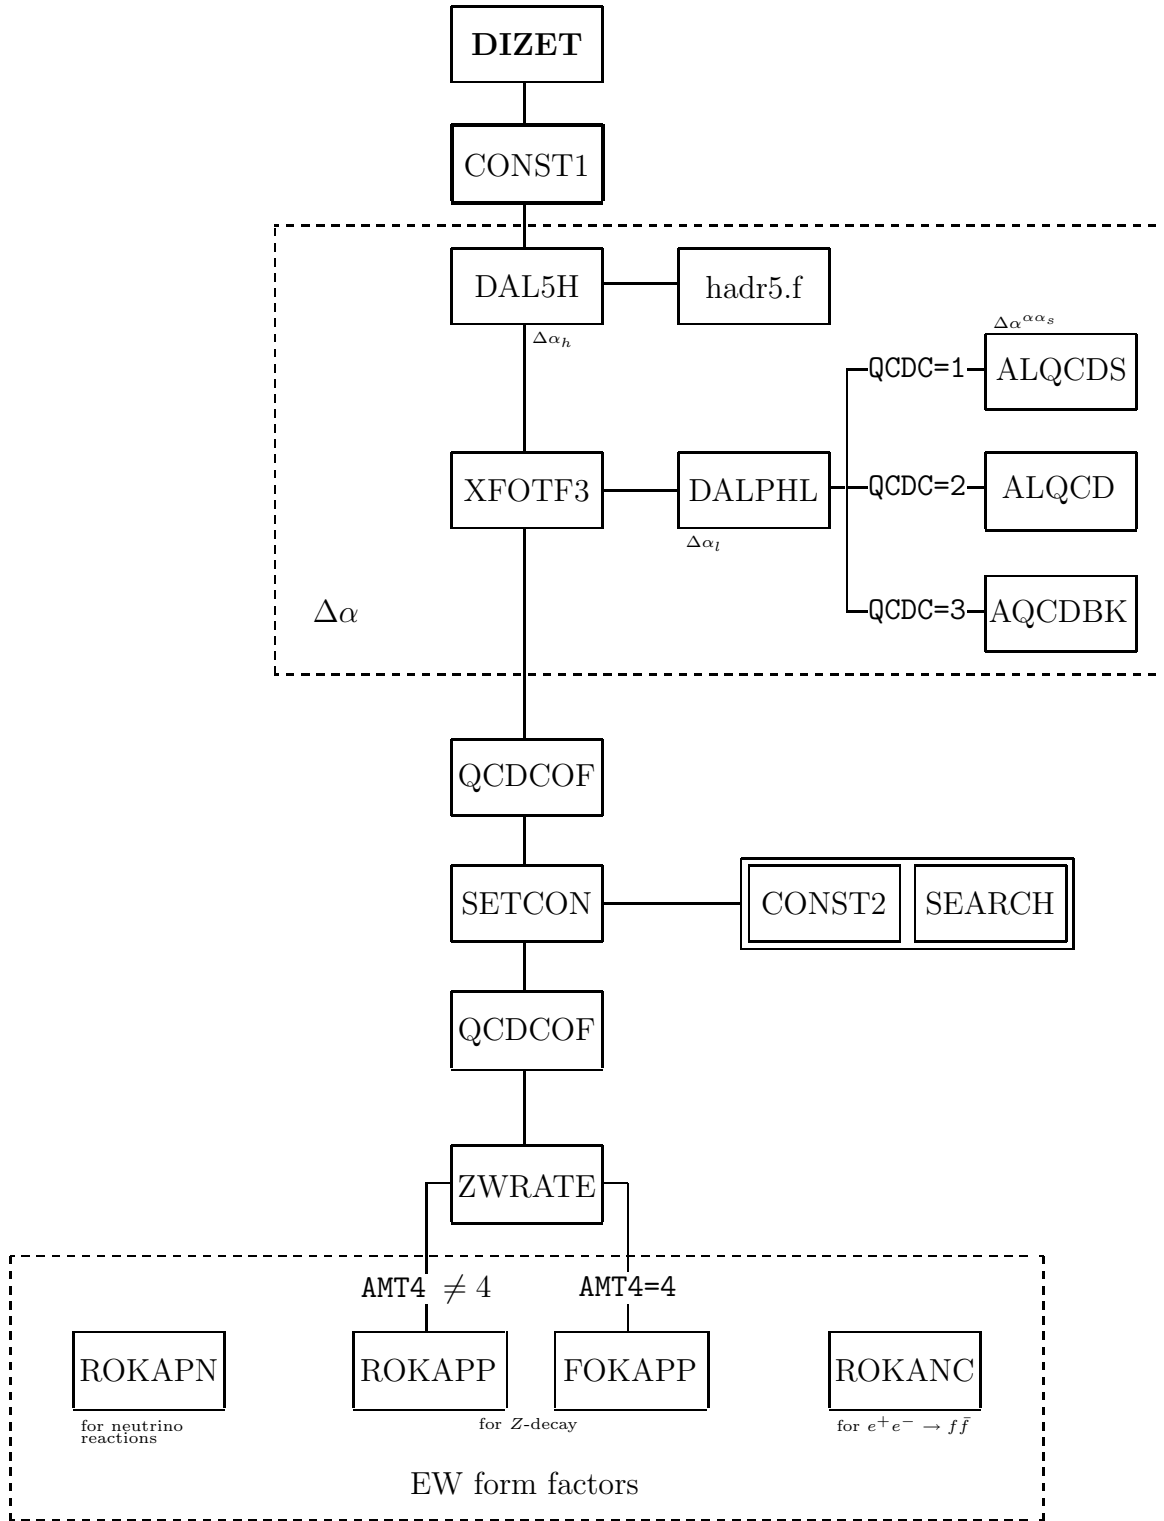 DIZET
CONST1
DAL5H
hadr5.f
Δα_h
Δα^{αα_s}
QCDC=1
ALQCDS
XFOTF3
DALPHL
QCDC=2
ALQCD
Δα_l
Δα
QCDC=3
AQCDBK
QCDCOF
SETCON
CONST2
SEARCH
QCDCOF
ZWRATE
AMT4 ≠ 4
AMT4=4
ROKAPN
ROKAPP
FOKAPP
ROKANC
for neutrino
reactions
for Z-decay
for e⁺e⁻ → f f̄
EW form factors